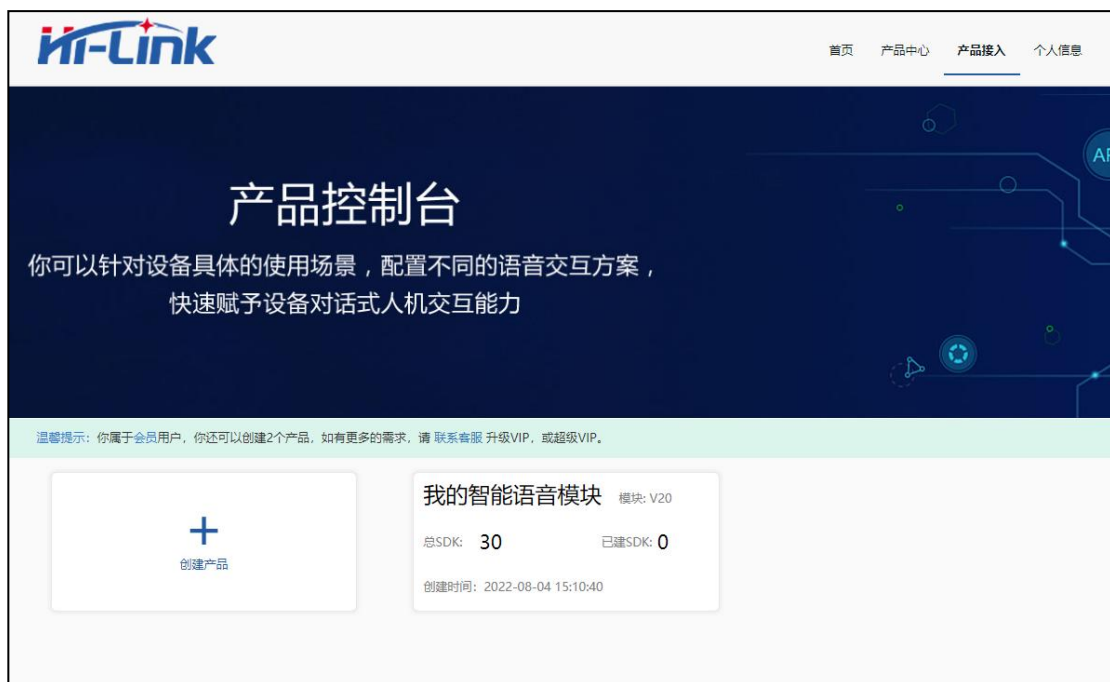 Hi-Link
首页 产品中心 产品接入 个人信息
产品控制台
你可以针对设备具体的使用场景，配置不同的语音交互方案，
快速赋予设备对话式人机交互能力
温馨提示：你属于会员用户，你还可以创建2个产品，如有更多的需求，请 联系客服 升级VIP，或超级VIP。
创建产品
我的智能语音模块 模块: V20
总SDK: 30 已建SDK: 0
创建时间：2022-08-04 15:10:40